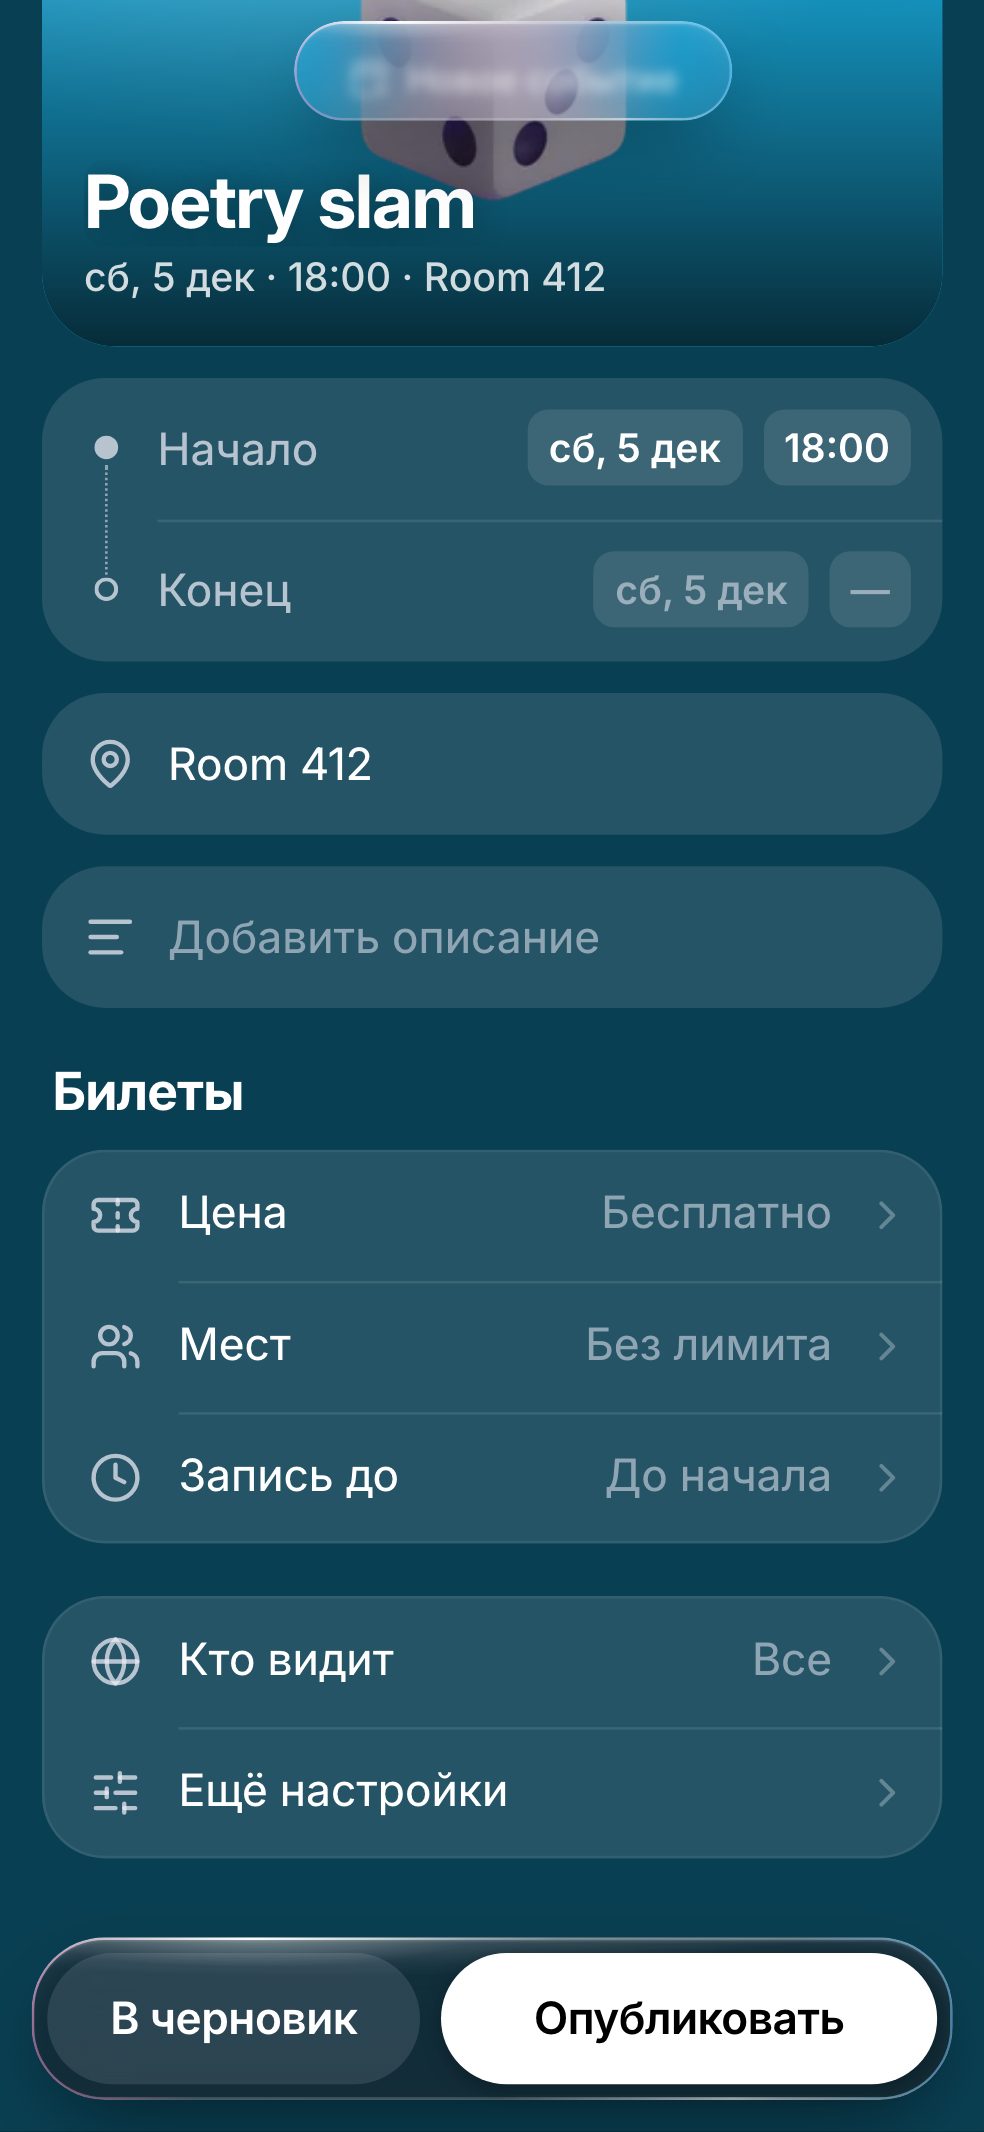 Poetry slam
сб, 5 дек · 18:00 · Room 412
Начало сб, 5 дек 18:00
Конец сб, 5 дек —
Room 412
Добавить описание
Билеты
Цена Бесплатно
Мест Без лимита
Запись до До начала
Кто видит Все
Ещё настройки
В черновик Опубликовать